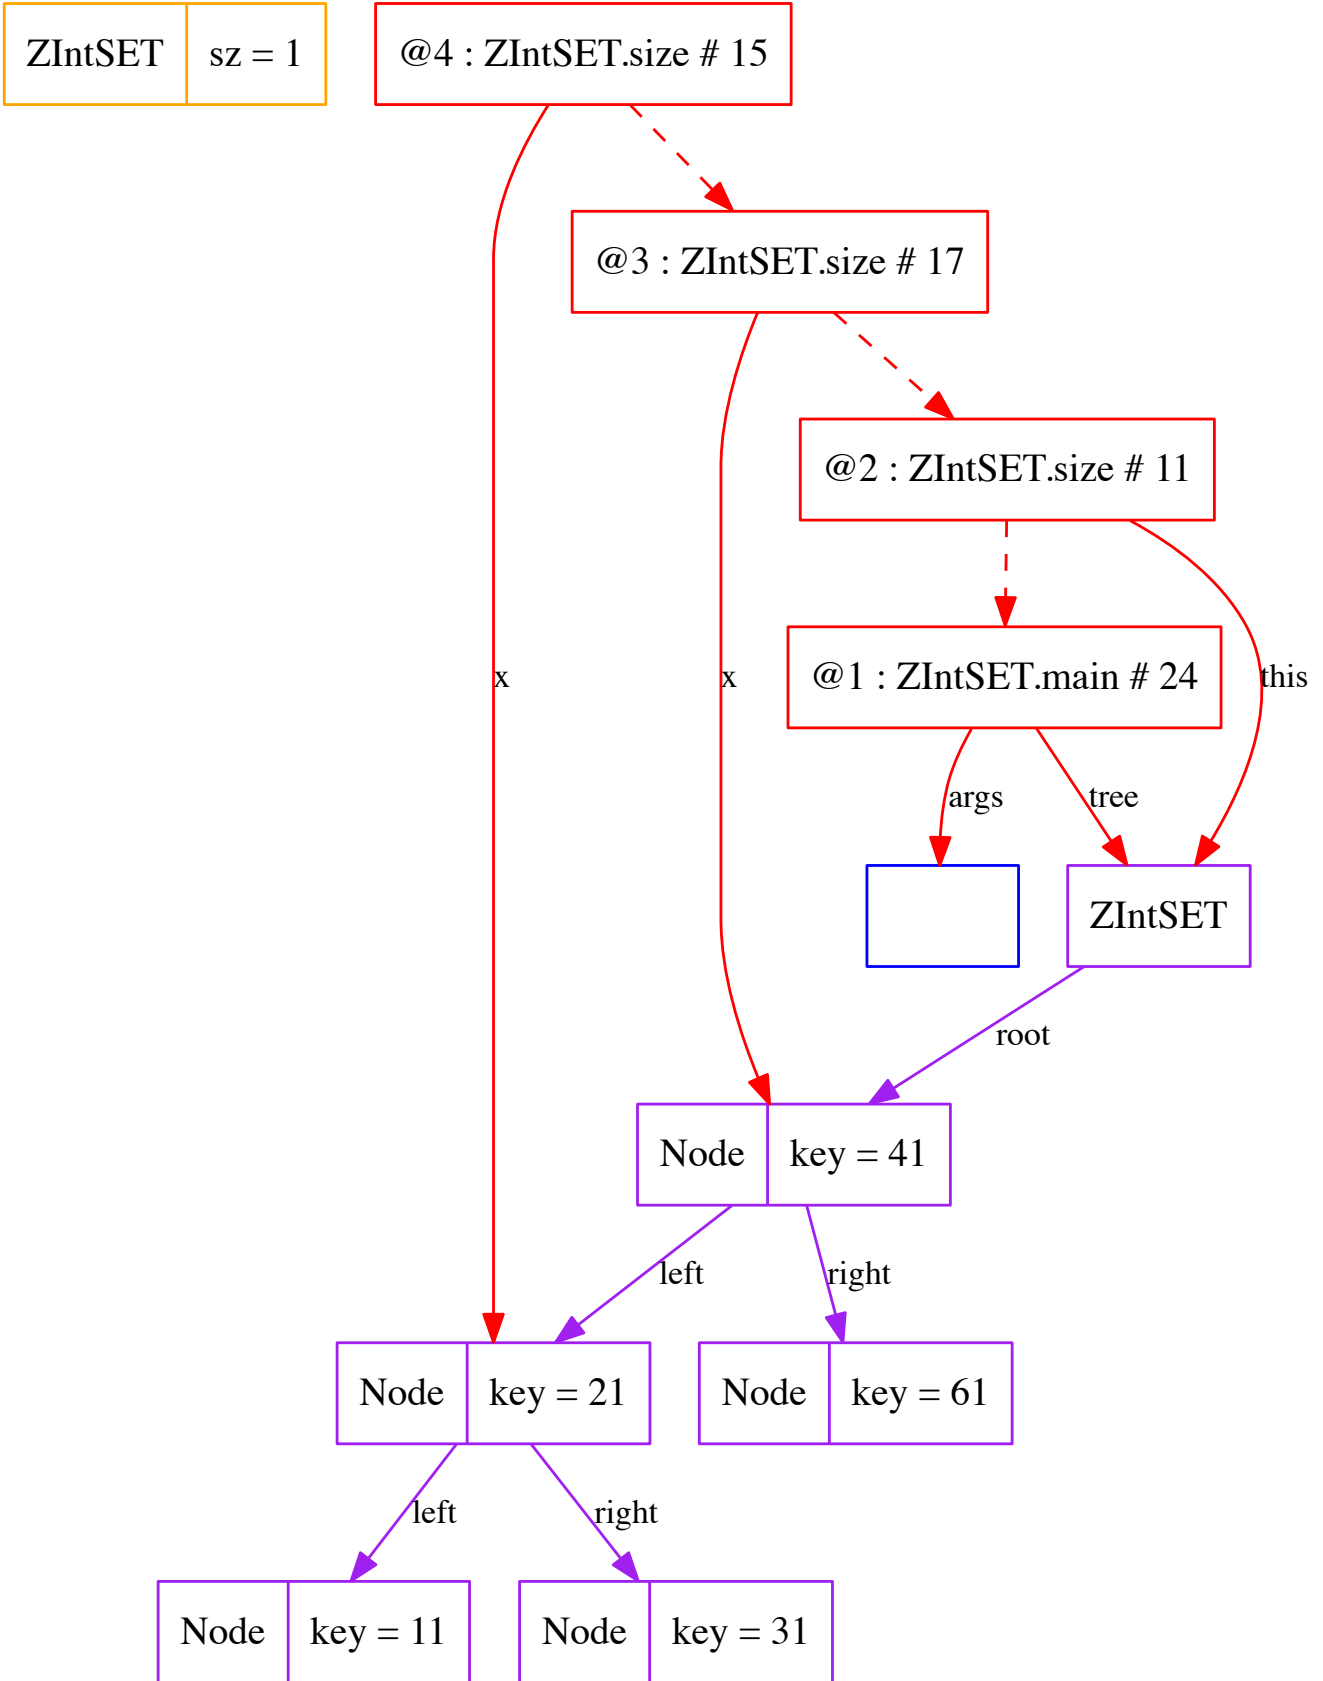 ZIntSET sz = 1 @4 : ZIntSET.size # 15
@3 : ZIntSET.size # 17
@2 : ZIntSET.size # 11
x x @1 : ZIntSET.main # 24 this
args tree
ZIntSET
root
Node key = 41
left right
Node key = 21 Node key = 61
left right
Node key = 11 Node key = 31